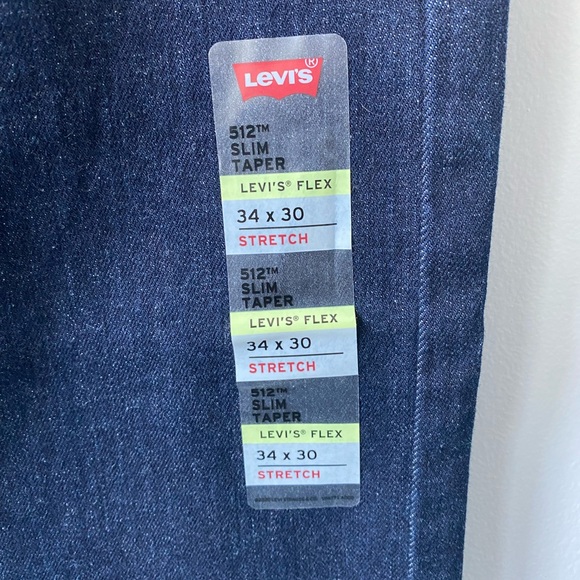 LEVI'S®
512™
SLIM
TAPER
LEVI'S® FLEX
34 x 30
STRETCH
512™
SLIM
TAPER
LEVI'S® FLEX
34 x 30
STRETCH
512™
SLIM
TAPER
LEVI'S® FLEX
34 x 30
STRETCH